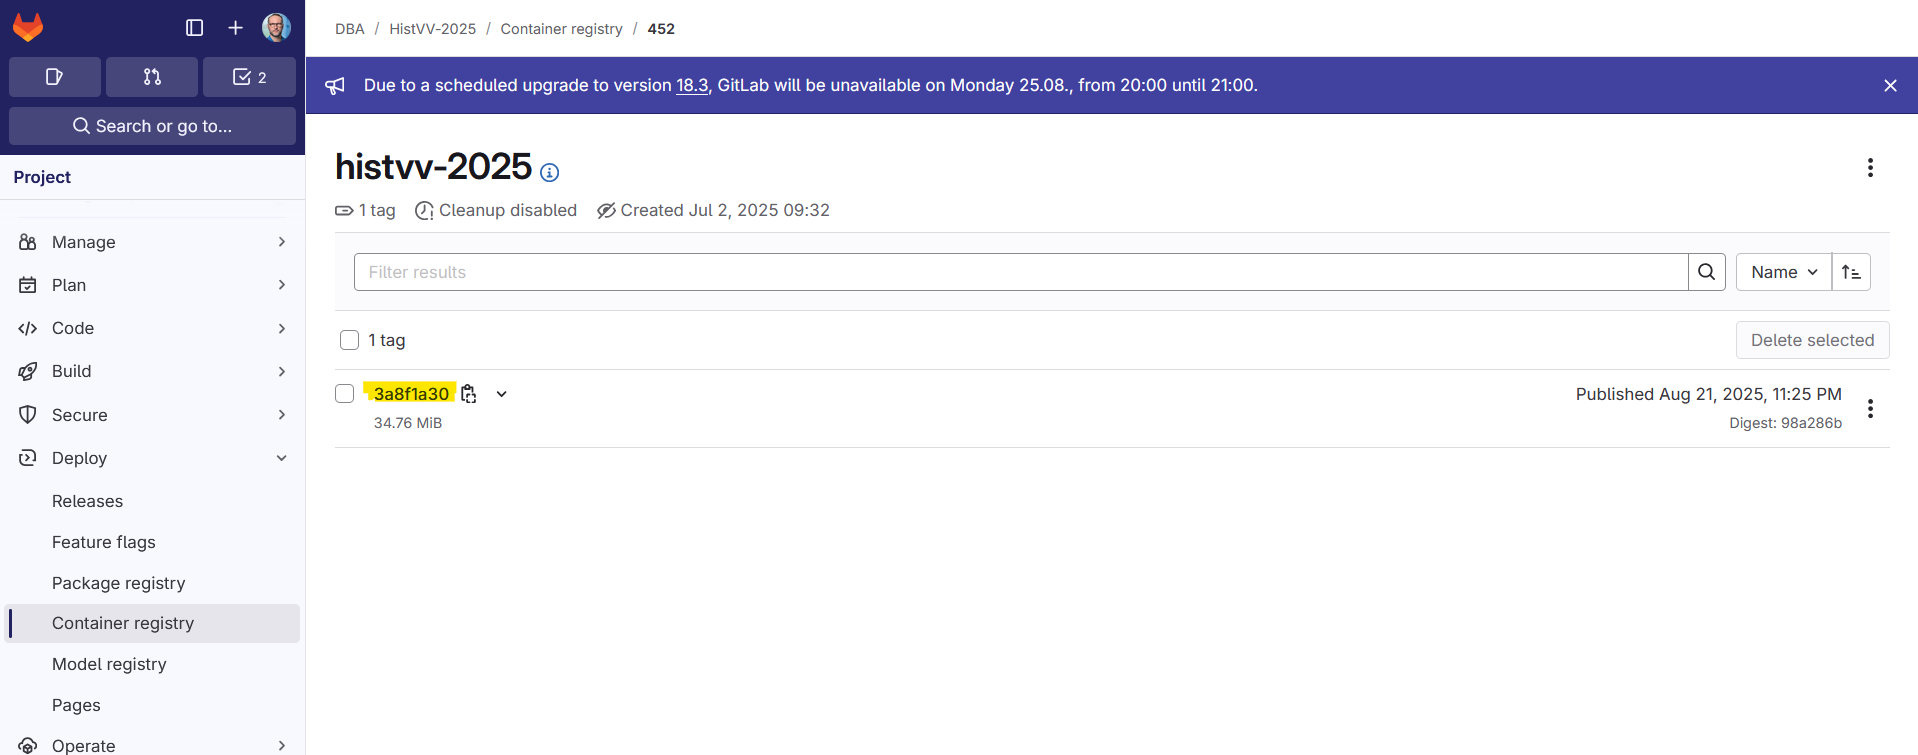 DBA / HistVV-2025 / Container registry / 452
2
Search or go to...
Due to a scheduled upgrade to version 18.3, GitLab will be unavailable on Monday 25.08., from 20:00 until 21:00.
Project
Manage
Plan
Code
Build
Secure
Deploy
Releases
Feature flags
Package registry
Container registry
Model registry
Pages
Operate
histvv-2025
1 tag Cleanup disabled Created Jul 2, 2025 09:32
Filter results Name
1 tag Delete selected
3a8f1a30 Published Aug 21, 2025, 11:25 PM
34.76 MiB Digest: 98a286b